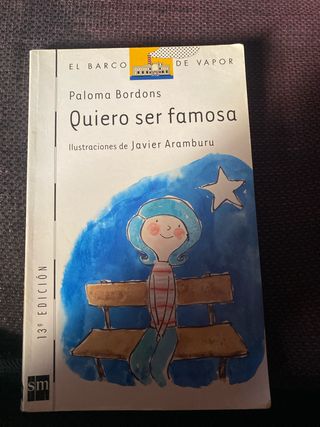 EL BARCO DE VAPOR
Paloma Bordons
Quiero ser famosa
Ilustraciones de Javier Aramburu
13ª EDICIÓN
sm